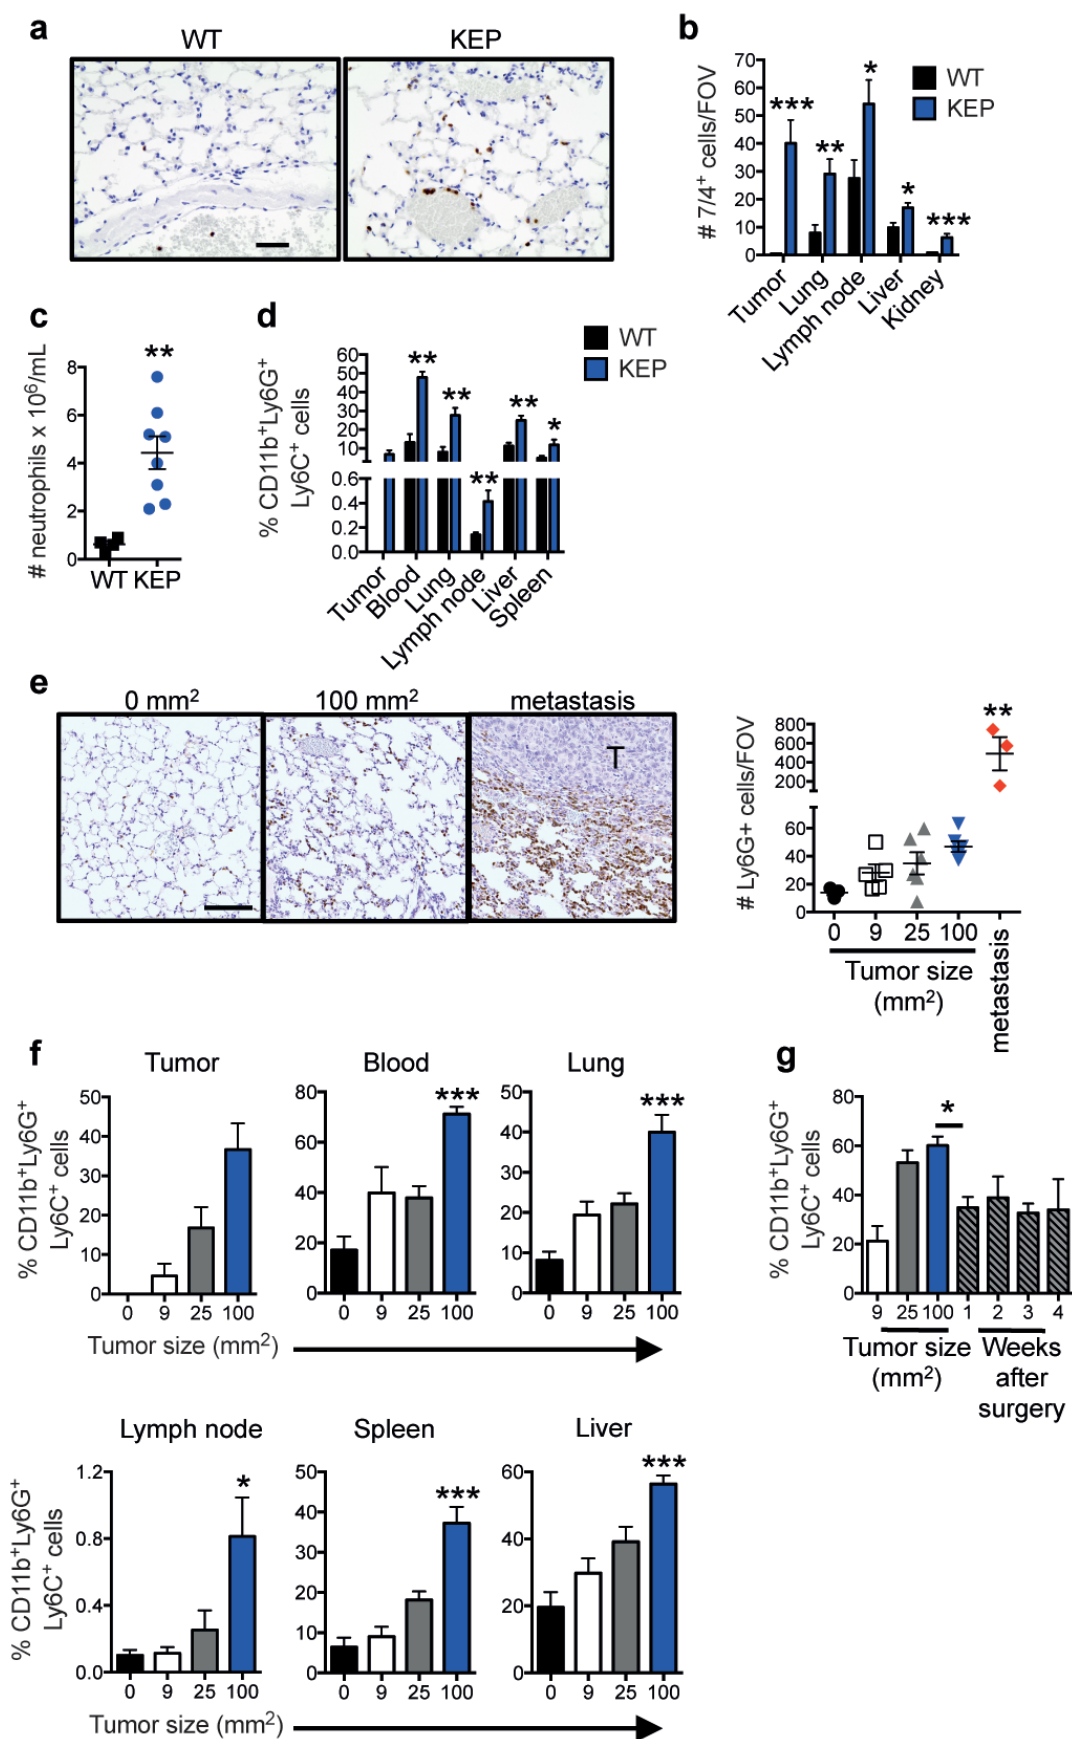 a
WT
KEP
b
# 7/4⁺ cells/FOV
70
60
50
40
30
20
10
0
***
**
*
*
***
WT
KEP
Tumor
Lung
Lymph node
Liver
Kidney
c
# neutrophils x 10⁶/mL
8
6
4
2
0
**
WT KEP
d
% CD11b⁺Ly6G⁺
Ly6C⁺ cells
60
50
40
30
20
10
0.6
0.4
0.2
0.0
**
**
**
**
*
WT
KEP
Tumor
Blood
Lung
Lymph node
Liver
Spleen
e
0 mm²
100 mm²
metastasis
T
# Ly6G+ cells/FOV
800
600
400
200
60
40
20
0
**
0 9 25 100
metastasis
Tumor size
(mm²)
f
Tumor
% CD11b⁺Ly6G⁺
Ly6C⁺ cells
50
40
30
20
10
0
0 9 25 100
Blood
80
60
40
20
0
***
0 9 25 100
Lung
50
40
30
20
10
0
***
0 9 25 100
Tumor size (mm²)
g
% CD11b⁺Ly6G⁺
Ly6C⁺ cells
80
60
40
20
0
*
9 25 100 1 2 3 4
Tumor size
(mm²)
Weeks
after
surgery
Lymph node
% CD11b⁺Ly6G⁺
Ly6C⁺ cells
1.2
0.8
0.4
0.0
*
0 9 25 100
Spleen
50
40
30
20
10
0
***
0 9 25 100
Liver
60
40
20
0
***
0 9 25 100
Tumor size (mm²)